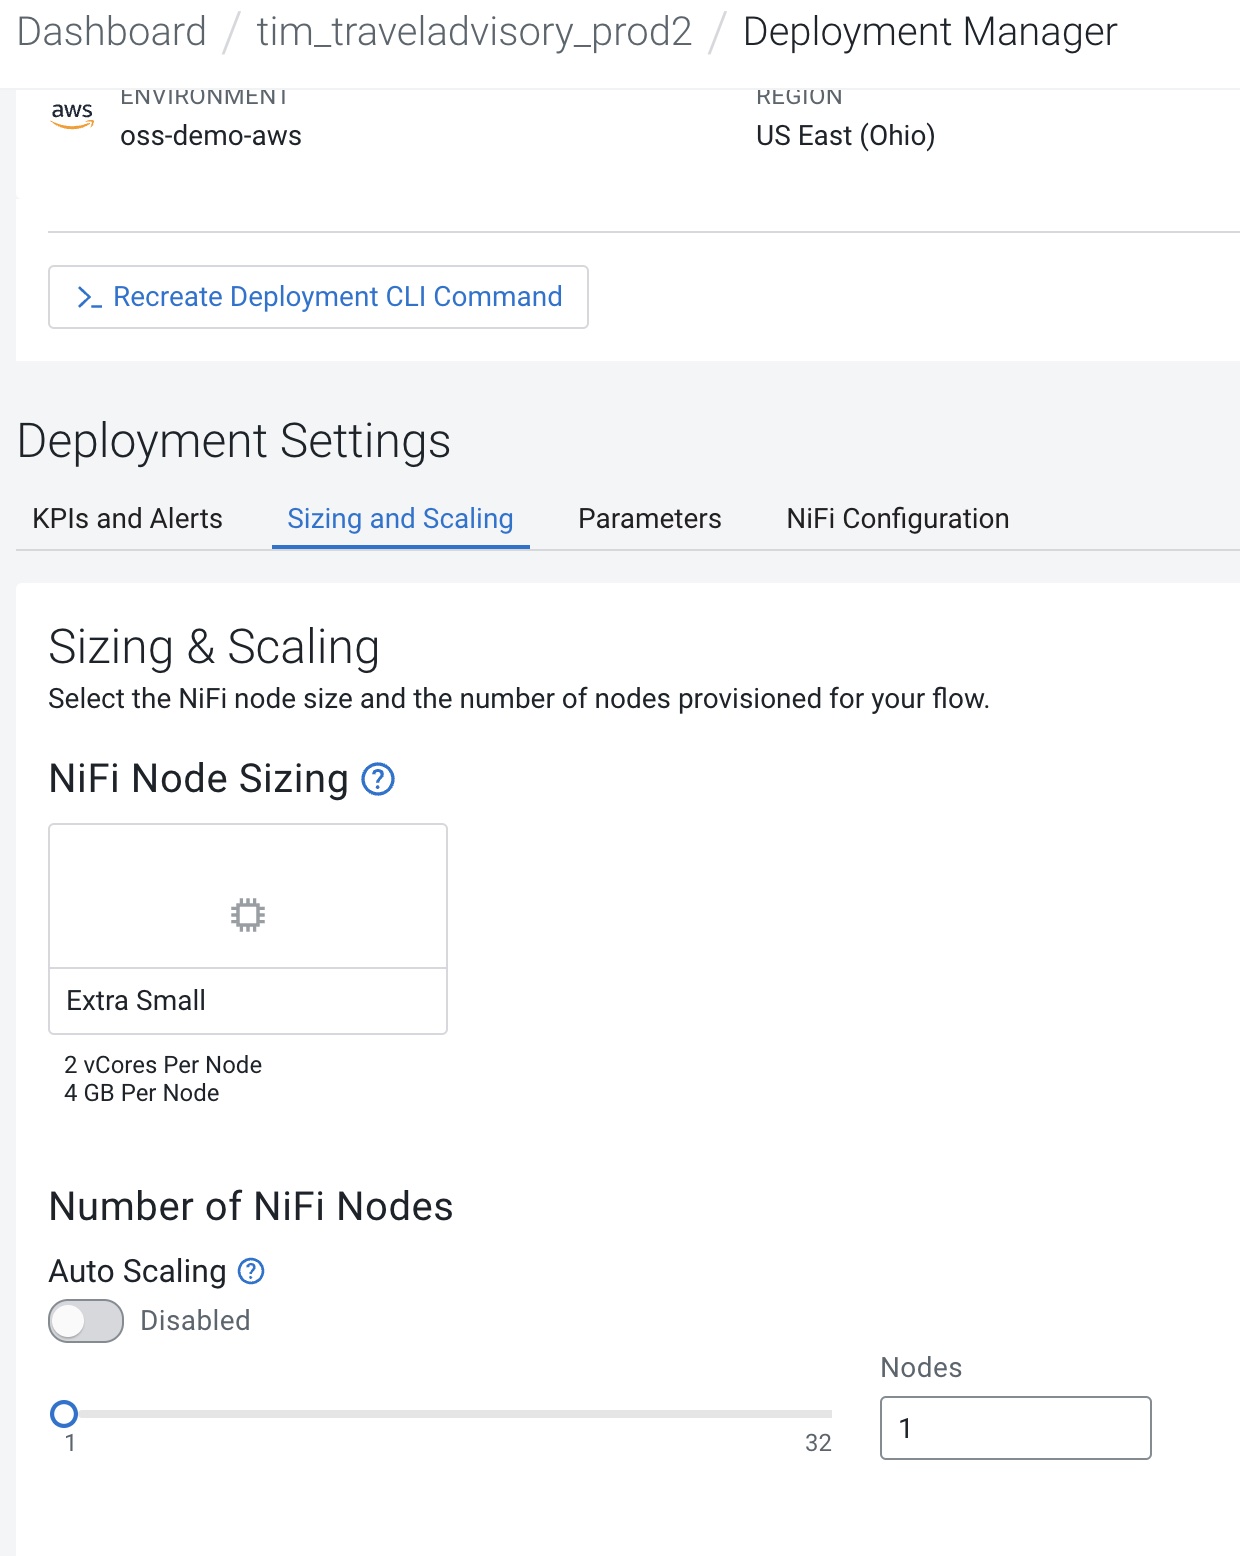 Dashboard / tim_traveladvisory_prod2 / Deployment Manager
aws
ENVIRONMENT
oss-demo-aws
REGION
US East (Ohio)
>_ Recreate Deployment CLI Command
Deployment Settings
KPIs and Alerts
Sizing and Scaling
Parameters
NiFi Configuration
Sizing & Scaling
Select the NiFi node size and the number of nodes provisioned for your flow.
NiFi Node Sizing ?
Extra Small
2 vCores Per Node
4 GB Per Node
Number of NiFi Nodes
Auto Scaling ?
Disabled
Nodes
1
1
32